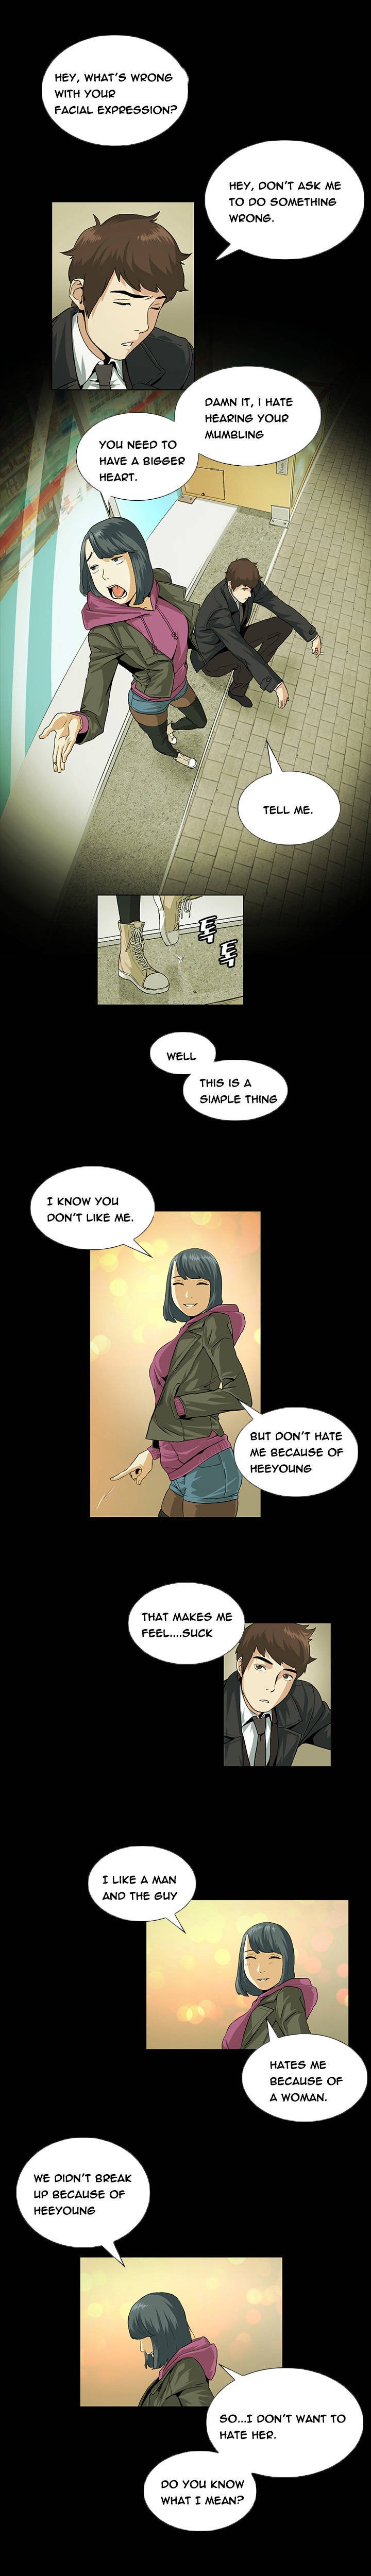 HEY, WHAT'S WRONG
WITH YOUR
FACIAL EXPRESSION?
HEY, DON'T ASK ME
TO DO SOMETHING
WRONG.
DAMN IT, I HATE
HEARING YOUR
MUMBLING
YOU NEED TO
HAVE A BIGGER
HEART.
TELL ME.
툭
툭
WELL
THIS IS A
SIMPLE THING
I KNOW YOU
DON'T LIKE ME.
BUT DON'T HATE
ME BECAUSE OF
HEEYOUNG
THAT MAKES ME
FEEL....SUCK
I LIKE A MAN
AND THE GUY
HATES ME
BECAUSE OF
A WOMAN.
WE DIDN'T BREAK
UP BECAUSE OF
HEEYOUNG
SO...I DON'T WANT TO
HATE HER.
DO YOU KNOW
WHAT I MEAN?